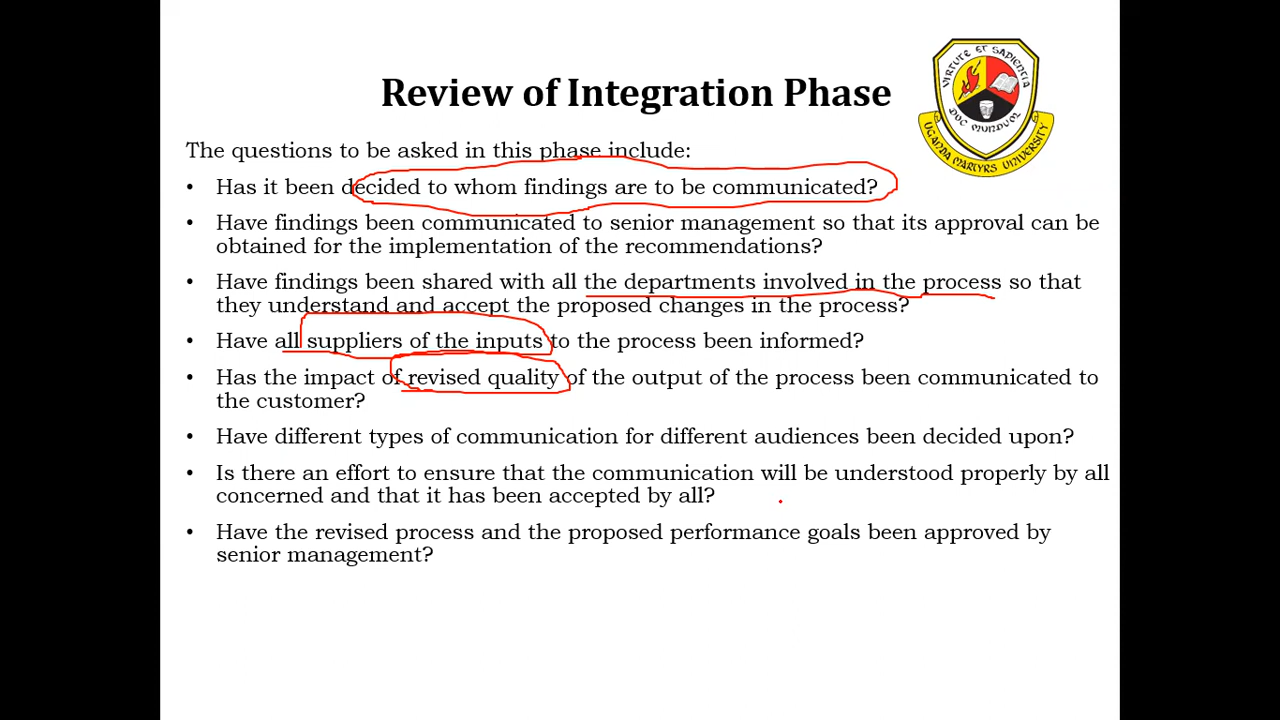 Review of Integration Phase
VIRTUTE ET SAPIENTIA
DUC MUNDUM
UGANDA MARTYRS UNIVERSITY
The questions to be asked in this phase include:
• Has it been decided to whom findings are to be communicated?
• Have findings been communicated to senior management so that its approval can be
obtained for the implementation of the recommendations?
• Have findings been shared with all the departments involved in the process so that
they understand and accept the proposed changes in the process?
• Have all suppliers of the inputs to the process been informed?
• Has the impact of revised quality of the output of the process been communicated to
the customer?
• Have different types of communication for different audiences been decided upon?
• Is there an effort to ensure that the communication will be understood properly by all
concerned and that it has been accepted by all?
• Have the revised process and the proposed performance goals been approved by
senior management?